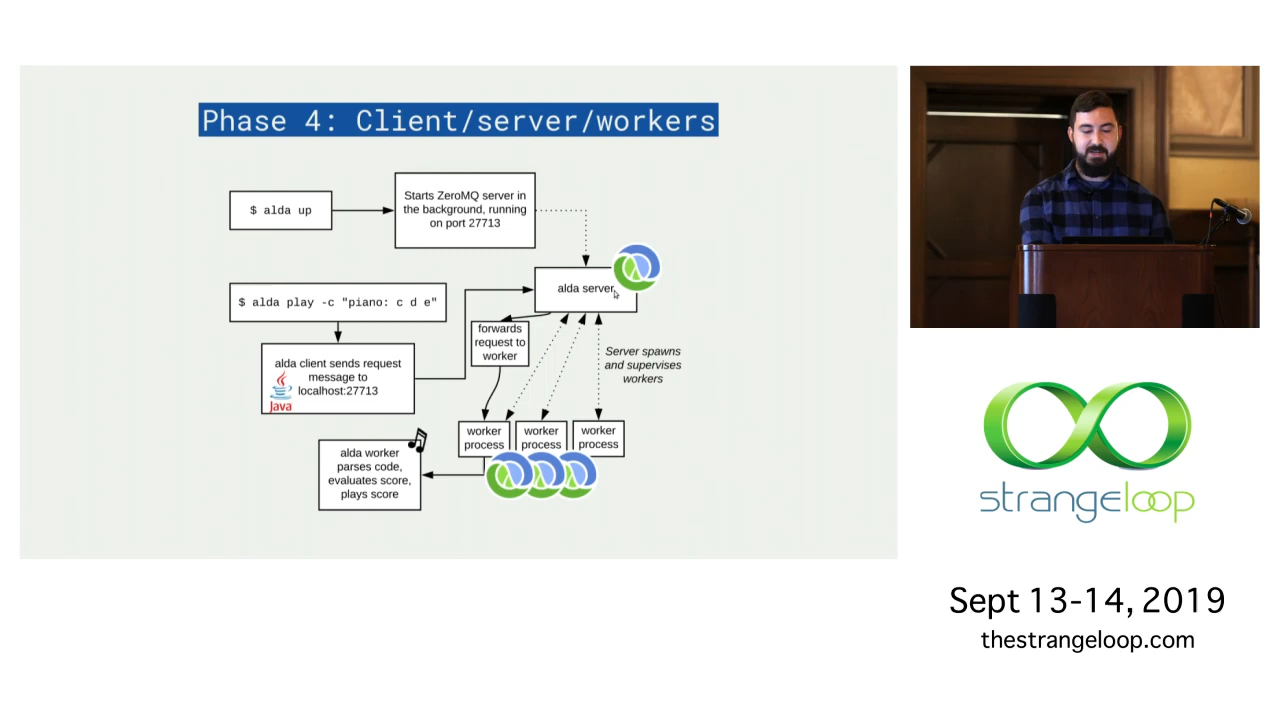 Phase 4: Client/server/workers
$ alda up
Starts ZeroMQ server in
the background, running
on port 27713
alda server
$ alda play -c "piano: c d e"
forwards
request to
worker
Server spawns
and supervises
workers
alda client sends request
message to
localhost:27713
Java
worker
process
worker
process
worker
process
alda worker
parses code,
evaluates score,
plays score
strangeloop
Sept 13-14, 2019
thestrangeloop.com